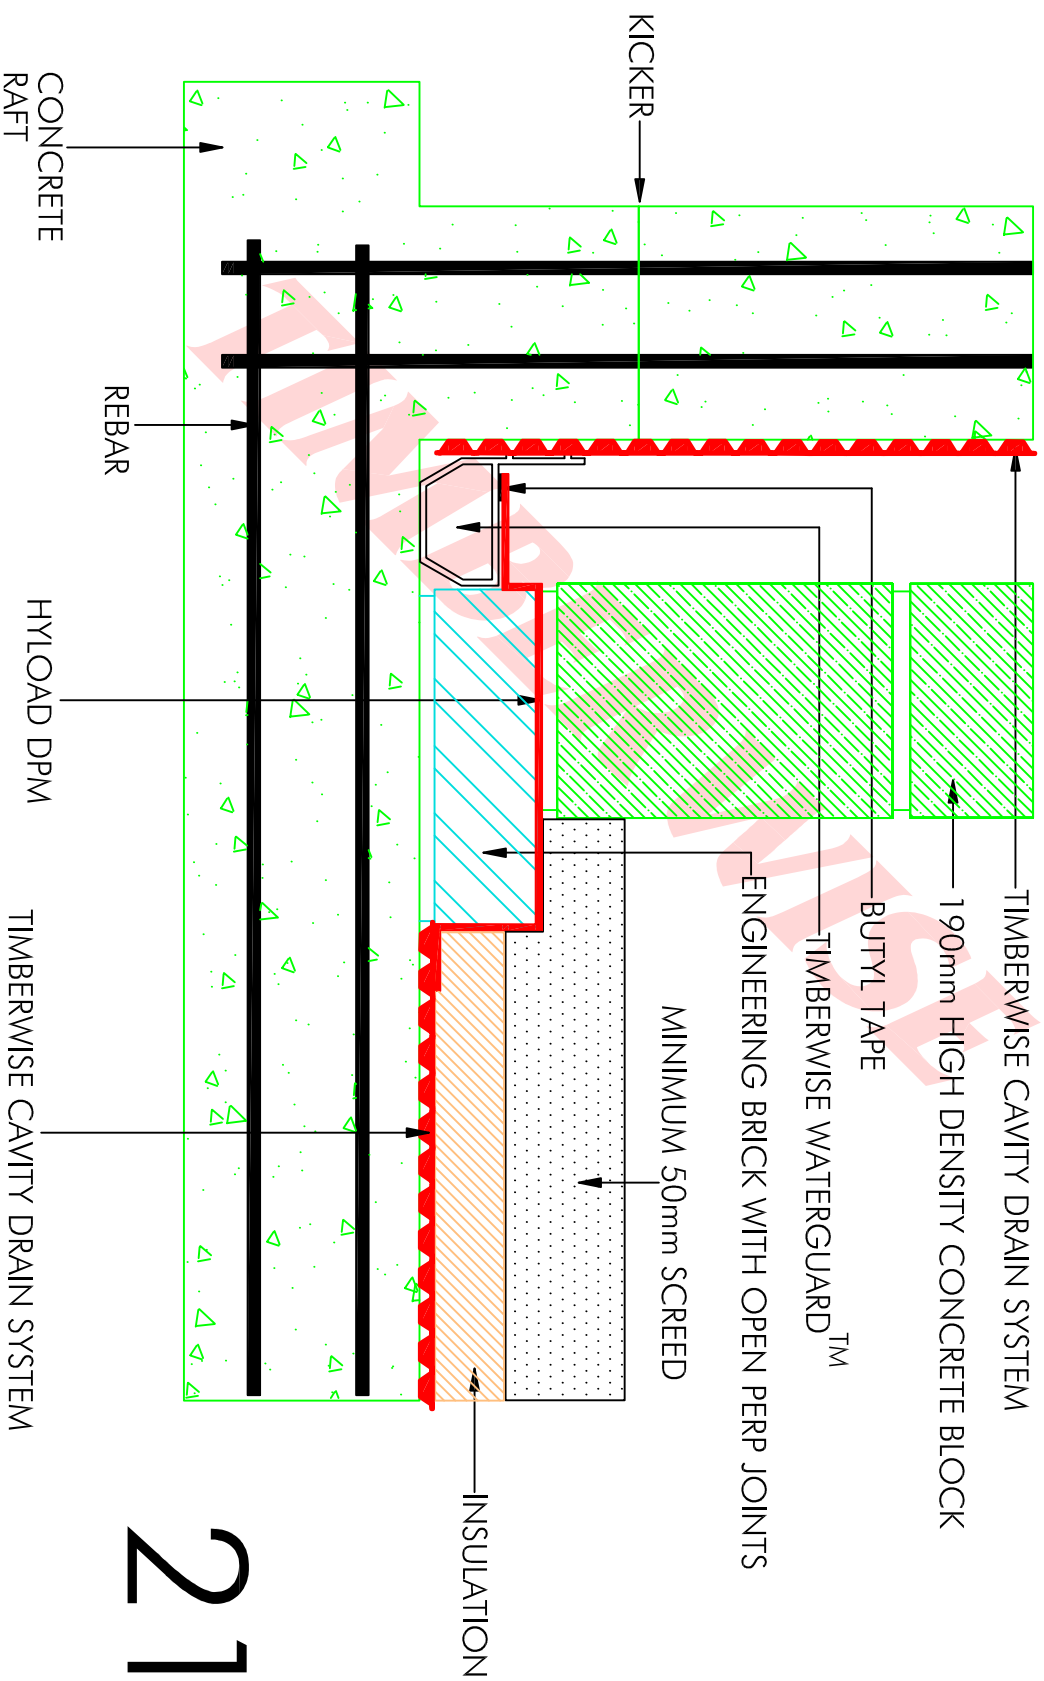 TIMBERWISE CAVITY DRAIN SYSTEM
190mm HIGH DENSITY CONCRETE BLOCK
BUTYL TAPE
TIMBERWISE WATERGUARD™
ENGINEERING BRICK WITH OPEN PERP JOINTS
MINIMUM 50mm SCREED
KICKER
INSULATION
REBAR
CONCRETE
RAFT
HYLOAD DPM
TIMBERWISE CAVITY DRAIN SYSTEM
21
TIMBERWISE